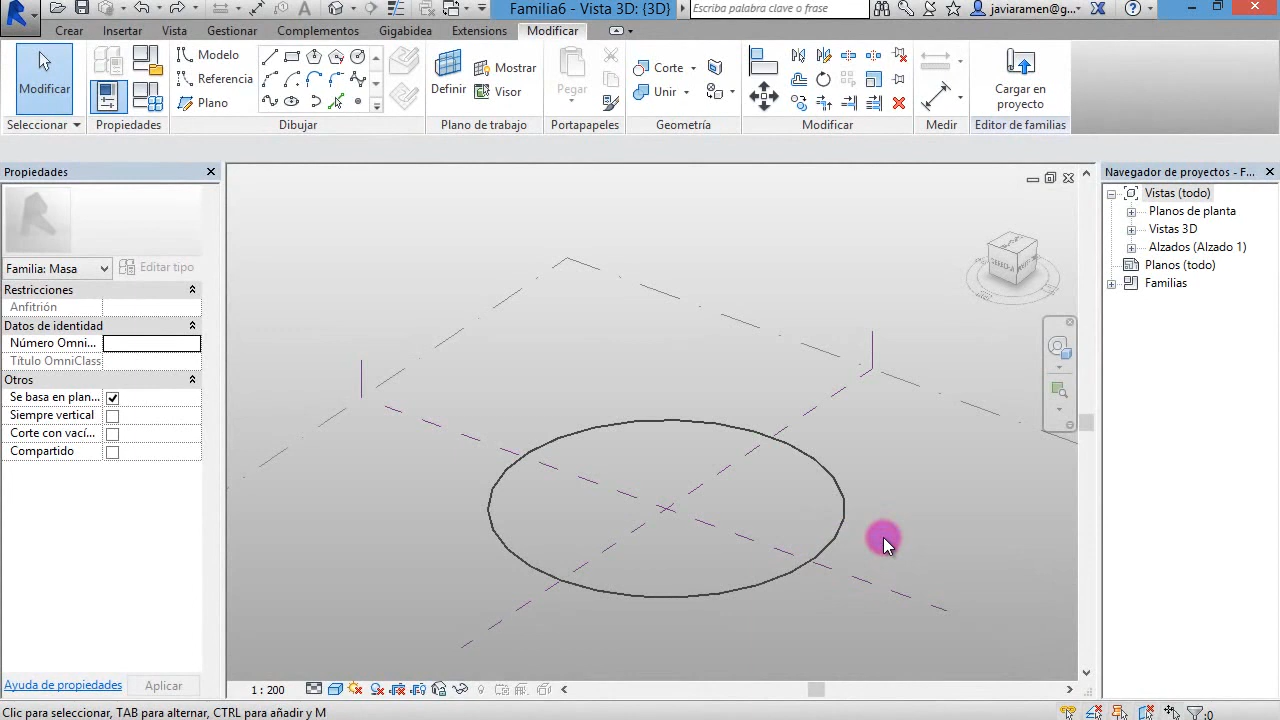 Familia6 - Vista 3D: {3D}
Escriba palabra clave o frase
javiaramen@g...
Crear
Insertar
Vista
Gestionar
Complementos
Gigabidea
Extensions
Modificar
Modelo
Referencia
Plano
Modificar
Definir
Mostrar
Visor
Pegar
Corte
Unir
Cargar en
proyecto
Seleccionar
Propiedades
Dibujar
Plano de trabajo
Portapapeles
Geometría
Modificar
Medir
Editor de familias
Propiedades
Familia: Masa
Editar tipo
Restricciones
Anfitrión
Datos de identidad
Número Omni...
Título OmniClass
Otros
Se basa en plan...
Siempre vertical
Corte con vací...
Compartido
Ayuda de propiedades
Aplicar
Navegador de proyectos - F...
Vistas (todo)
Planos de planta
Vistas 3D
Alzados (Alzado 1)
Planos (todo)
Familias
1 : 200
Clic para seleccionar, TAB para alternar, CTRL para añadir y M
:0